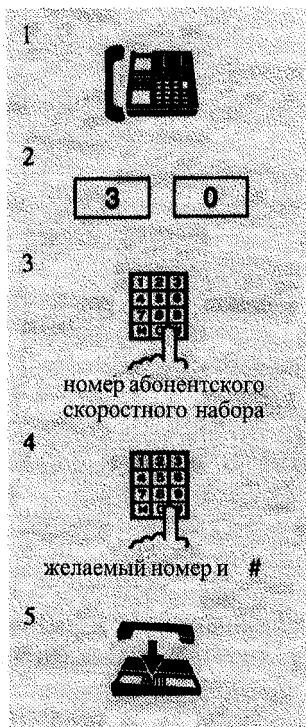 1
2
3 0
3
номер абонентского
скоростного набора
4
желаемый номер и #
5